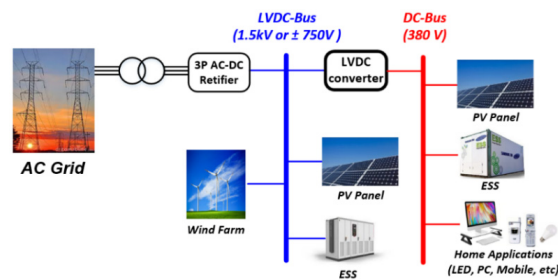 LVDC-Bus
(1.5kV or ± 750V)
DC-Bus
(380 V)
3P AC-DC
Retifier
LVDC
converter
AC Grid
PV Panel
Wind Farm
PV Panel
ESS
ESS
Home Applications
(LED, PC, Mobile, etc)